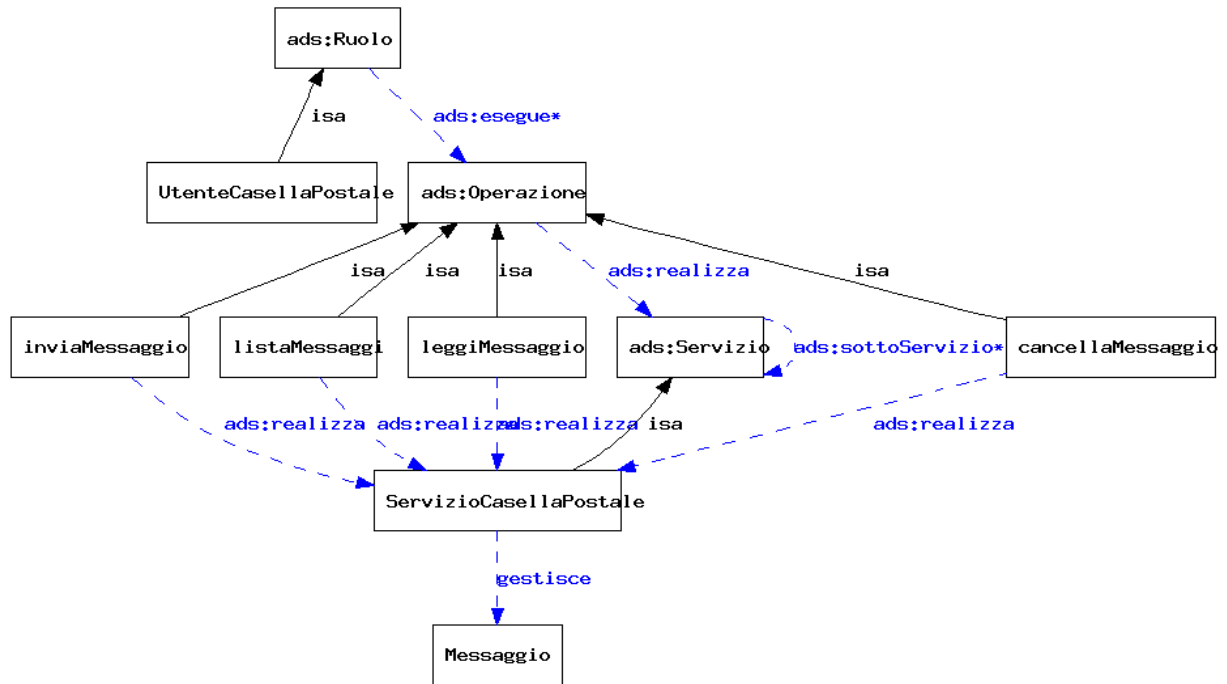 ads:Ruolo
isa
ads:esegue*
UtenteCasellaPostale
ads:Operazione
isa
isa
isa
ads:realizza
isa
inviaMessaggio
listaMessaggi
leggiMessaggio
ads:Servizio
ads:sottoServizio*
cancellaMessaggio
ads:realizza
ads:realizza
ads:realizza
isa
ads:realizza
ServizioCasellaPostale
gestisce
Messaggio